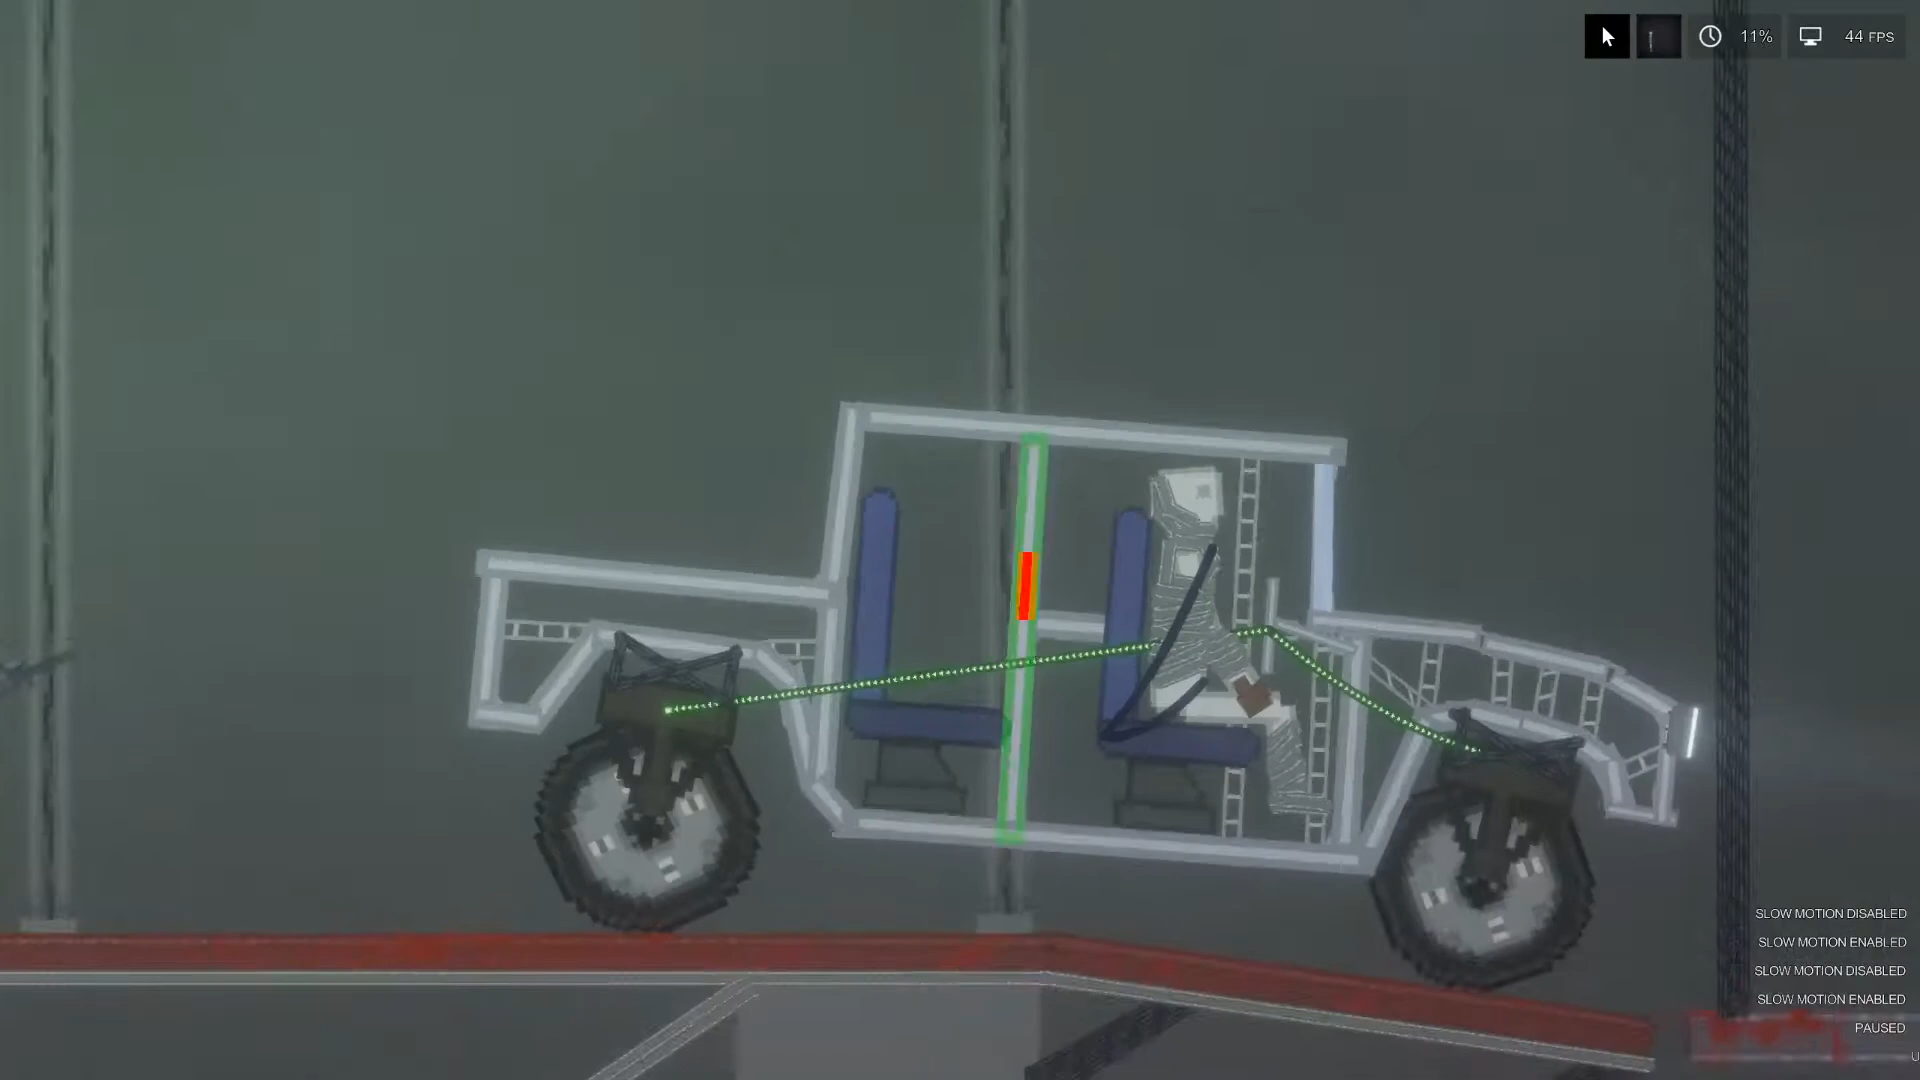 11%
44 FPS
SLOW MOTION DISABLED
SLOW MOTION ENABLED
SLOW MOTION DISABLED
SLOW MOTION ENABLED
PAUSED